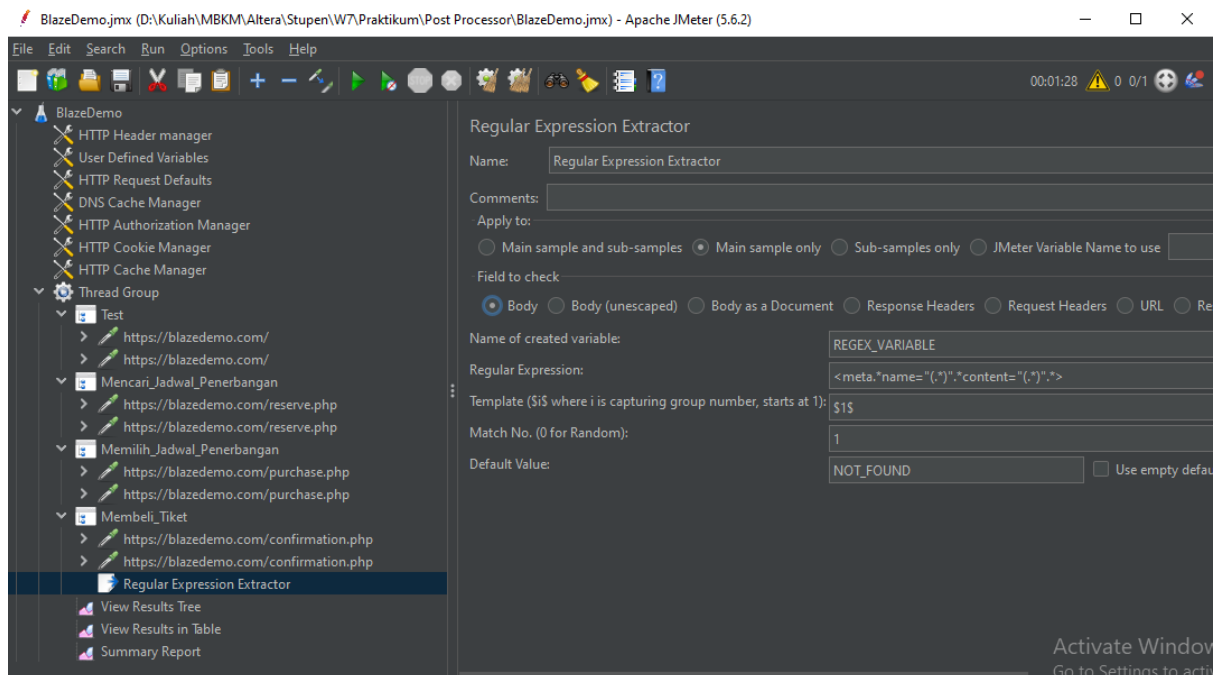 BlazeDemo.jmx (D:\Kuliah\MBKM\Altera\Stupen\W7\Praktikum\Post Processor\BlazeDemo.jmx) - Apache JMeter (5.6.2)
File Edit Search Run Options Tools Help
00:01:28 0 0/1
BlazeDemo
HTTP Header manager
User Defined Variables
HTTP Request Defaults
DNS Cache Manager
HTTP Authorization Manager
HTTP Cookie Manager
HTTP Cache Manager
Thread Group
Test
https://blazedemo.com/
https://blazedemo.com/
Mencari_Jadwal_Penerbangan
https://blazedemo.com/reserve.php
https://blazedemo.com/reserve.php
Memilih_Jadwal_Penerbangan
https://blazedemo.com/purchase.php
https://blazedemo.com/purchase.php
Membeli_Tiket
https://blazedemo.com/confirmation.php
https://blazedemo.com/confirmation.php
Regular Expression Extractor
View Results Tree
View Results in Table
Summary Report
Regular Expression Extractor
Name: Regular Expression Extractor
Comments:
Apply to:
Main sample and sub-samples Main sample only Sub-samples only JMeter Variable Name to use
Field to check
Body Body (unescaped) Body as a Document Response Headers Request Headers URL Re
Name of created variable: REGEX_VARIABLE
Regular Expression: <meta.*name="(.*)".*content="(.*)".*>
Template ($i$ where i is capturing group number, starts at 1): $1$
Match No. (0 for Random): 1
Default Value: NOT_FOUND Use empty defau
Activate Window
Go to Settings to activ